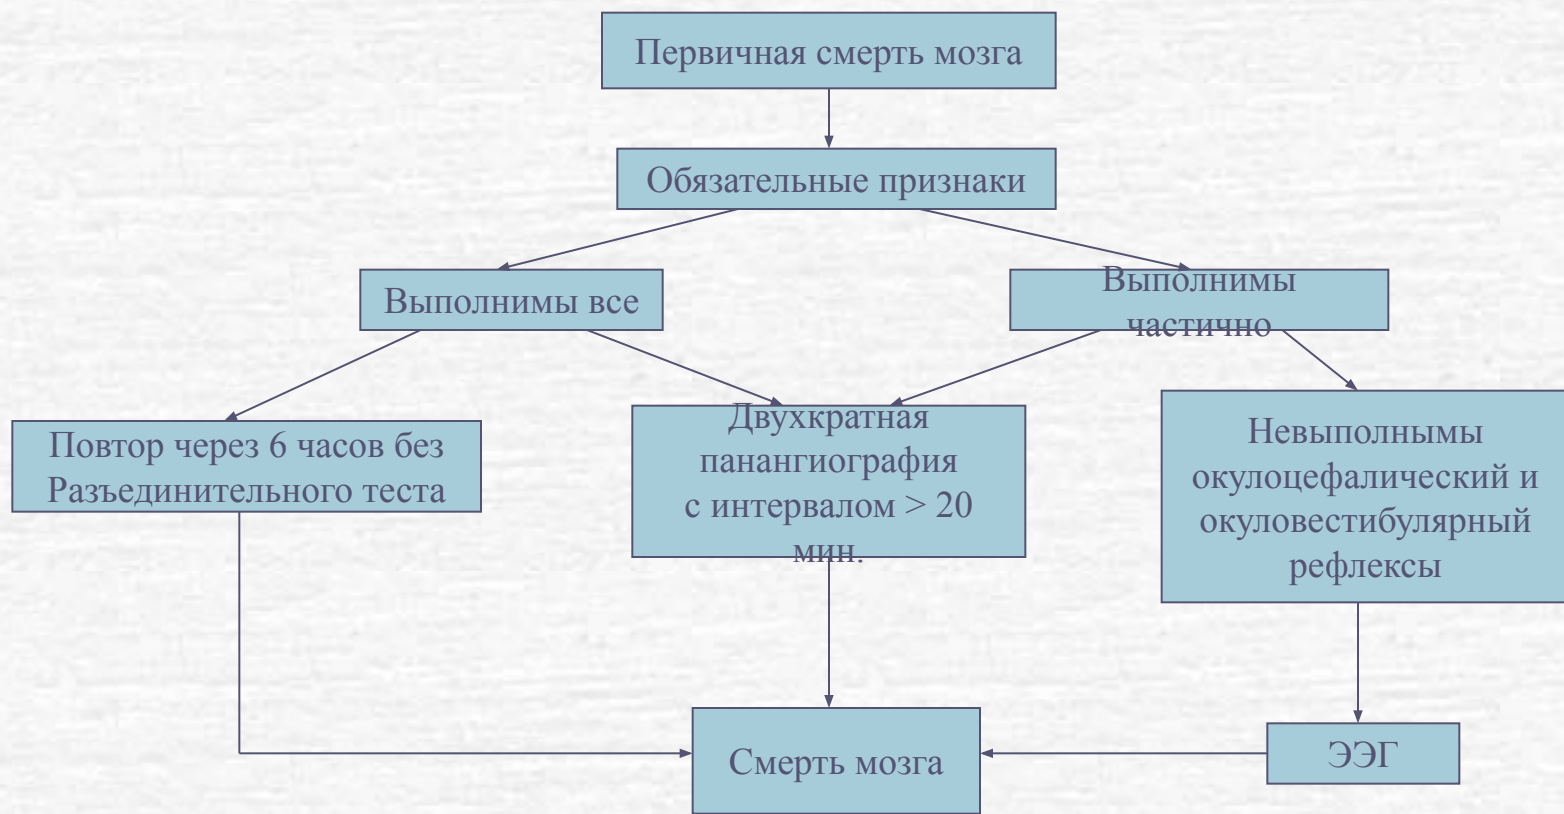 Первичная смерть мозга
Обязательные признаки
Выполнимы все
Выполнимы
частично
Повтор через 6 часов без
Разъединительного теста
Двухкратная
панангиография
с интервалом > 20
мин.
Невыполнымы
окулоцефалический и
окуловестибулярный
рефлексы
Смерть мозга
ЭЭГ